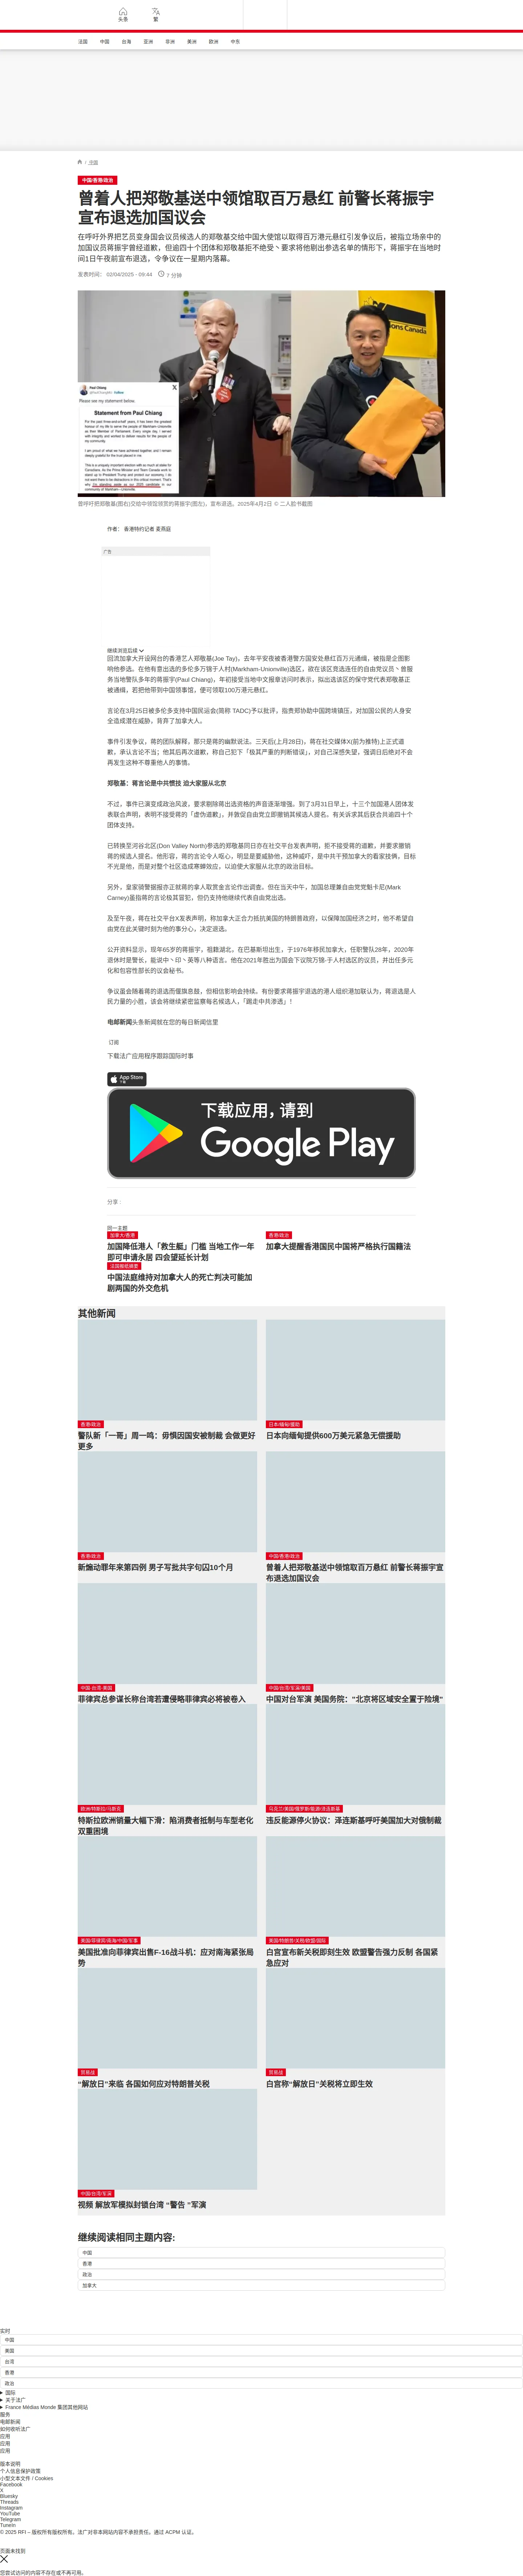 头条
繁
法国
中国
台海
亚洲
非洲
美洲
欧洲
中东
/ 中国
中国/香港/政治
曾着人把郑敬基送中领馆取百万悬红 前警长蒋振宇
宣布退选加国议会
在呼吁外界把艺员变身国会议员候选人的郑敬基交给中国大使馆以取得百万港元悬红引发争议后，被指立场亲中的
加国议员蒋振宇曾经道歉，但逾四十个团体和郑敬基拒不绝受丶要求将他剔出参选名单的情形下，蒋振宇在当地时
间1日午夜前宣布退选，令争议在一星期内落幕。
发表时间： 02/04/2025 - 09:44
7 分钟
Paul Chiang
Follow
Please see my statement below.
Statement from Paul Chiang
X
曾呼吁把郑敬基(图右)交给中领馆领赏的蒋振宇(图左)，宣布退选。2025年4月2日 © 二人脸书截图
作者： 香港特约记者 麦燕庭
广告
继续浏览后续
回流加拿大开设网台的香港艺人郑敬基(Joe Tay)，去年平安夜被香港警方国安处悬红百万元通缉，被指是企图影
响他参选。在他有意出选的多伦多万锦于人村(Markham-Unionville)选区，欲在该区竞选连任的自由党议员丶曾服
务当地警队多年的蒋振宇(Paul Chiang)，年初接受当地中文报章访问时表示，拟出选该区的保守党代表郑敬基正
被通缉，若把他带到中国领事馆，便可领取100万港元悬红。
言论在3月25日被多伦多支持中国民运会(简称 TADC)予以批评，指责郑协助中国跨境镇压，对加国公民的人身安
全造成潜在威胁，背弃了加拿大人。
事件引发争议，蒋的团队解释，那只是蒋的幽默说法。三天后(上月28日)，蒋在社交媒体X(前为推特)上正式道
歉，承认言论不当；他其后再次道歉，称自己犯下「极其严重的判断错误」，对自己深感失望，强调日后绝对不会
再发生这种不尊重他人的事情。
郑敬基：蒋言论是中共惯技 迫大家服从北京
不过，事件已演变成政治风波，要求剔除蒋出选资格的声音逐渐增强。到了3月31日早上，十三个加国港人团体发
表联合声明，表明不接受蒋的「虚伪道歉」，并敦促自由党立即撤销其候选人提名。有关诉求其后获合共逾四十个
团体支持。
已转换至河谷北区(Don Valley North)参选的郑敬基同日亦在社交平台发表声明，拒不接受蒋的道歉，并要求撤销
蒋的候选人提名。他形容，蒋的言论令人呕心，明显是要威胁他，这种威吓，是中共干预加拿大的看家技俩，目标
不光是他，而是对整个社区造成寒蝉效应，以迫使大家服从北京的政治目标。
另外，皇家骑警据报亦正就蒋的拿人取赏金言论作出调查。但在当天中午，加国总理兼自由党党魁卡尼(Mark
Carney)虽指蒋的言论极其冒犯，但仍支持他继续代表自由党出选。
及至午夜，蒋在社交平台X发表声明，称加拿大正合力抵抗美国的特朗普政府，以保障加国经济之时，他不希望自
由党在此关键时刻为他的事分心，决定退选。
公开资料显示，现年65岁的蒋振宇，祖籍湖北，在巴基斯坦出生，于1976年移民加拿大，任职警队28年，2020年
退休时是警长，能说中丶印丶英等八种语言。他在2021年胜出为国会下议院万锦-于人村选区的议员，并出任多元
化和包容性部长的议会秘书。
争议虽会随着蒋的退选而偃旗息鼓，但相信影响会持续。有份要求蒋振宇退选的港人组织港加联认为，蒋退选是人
民力量的小胜，该会将继续紧密监察每名候选人，「踢走中共渗透」！
电邮新闻头条新闻就在您的每日新闻信里
订阅
下载法广应用程序跟踪国际时事
App Store
下载
下载应用，请到
Google Play
分享 :
同一主题
加拿大/香港
加国降低港人「救生艇」门槛 当地工作一年
即可申请永居 四会望延长计划
香港/政治
加拿大提醒香港国民中国将严格执行国籍法
法国报纸摘要
中国法庭维持对加拿大人的死亡判决可能加
剧两国的外交危机
其他新闻
香港/政治
警队新「一哥」周一鸣：毋惧因国安被制裁 会做更好
更多
日本/缅甸/援助
日本向缅甸提供600万美元紧急无偿援助
香港/政治
新煽动罪年来第四例 男子写批共字句囚10个月
中国/香港/政治
曾着人把郑敬基送中领馆取百万悬红 前警长蒋振宇宣
布退选加国议会
中国 台湾 美国
菲律宾总参谋长称台湾若遭侵略菲律宾必将被卷入
中国/台湾/军演/美国
中国对台军演 美国务院："北京将区域安全置于险境"
欧洲/特斯拉/马斯克
特斯拉欧洲销量大幅下滑：陷消费者抵制与车型老化
双重困境
乌克兰/美国/俄罗斯/能源/泽连斯基
违反能源停火协议：泽连斯基呼吁美国加大对俄制裁
美国/菲律宾/南海/中国/军事
美国批准向菲律宾出售F-16战斗机：应对南海紧张局
势
美国/特朗普/关税/欧盟/国际
白宫宣布新关税即刻生效 欧盟警告强力反制 各国紧
急应对
贸易战
“解放日”来临 各国如何应对特朗普关税
贸易战
白宫称“解放日”关税将立即生效
中国/台湾/军演
视频 解放军模拟封锁台湾 “警告 ”军演
继续阅读相同主题内容:
中国
香港
政治
加拿大
实时
中国
美国
台湾
香港
政治
国际
关于法广
France Médias Monde 集团其他网站
服务
电邮新闻
如何收听法广
应用
应用
应用
版本说明
个人信息保护政策
小型文本文件 / Cookies
Facebook
X
Bluesky
Threads
Instagram
YouTube
Telegram
TuneIn
© 2025 RFI – 版权所有版权所有。法广对非本网站内容不承担责任。通过 ACPM 认证。
页面未找到
您尝试访问的内容不存在或不再可用。